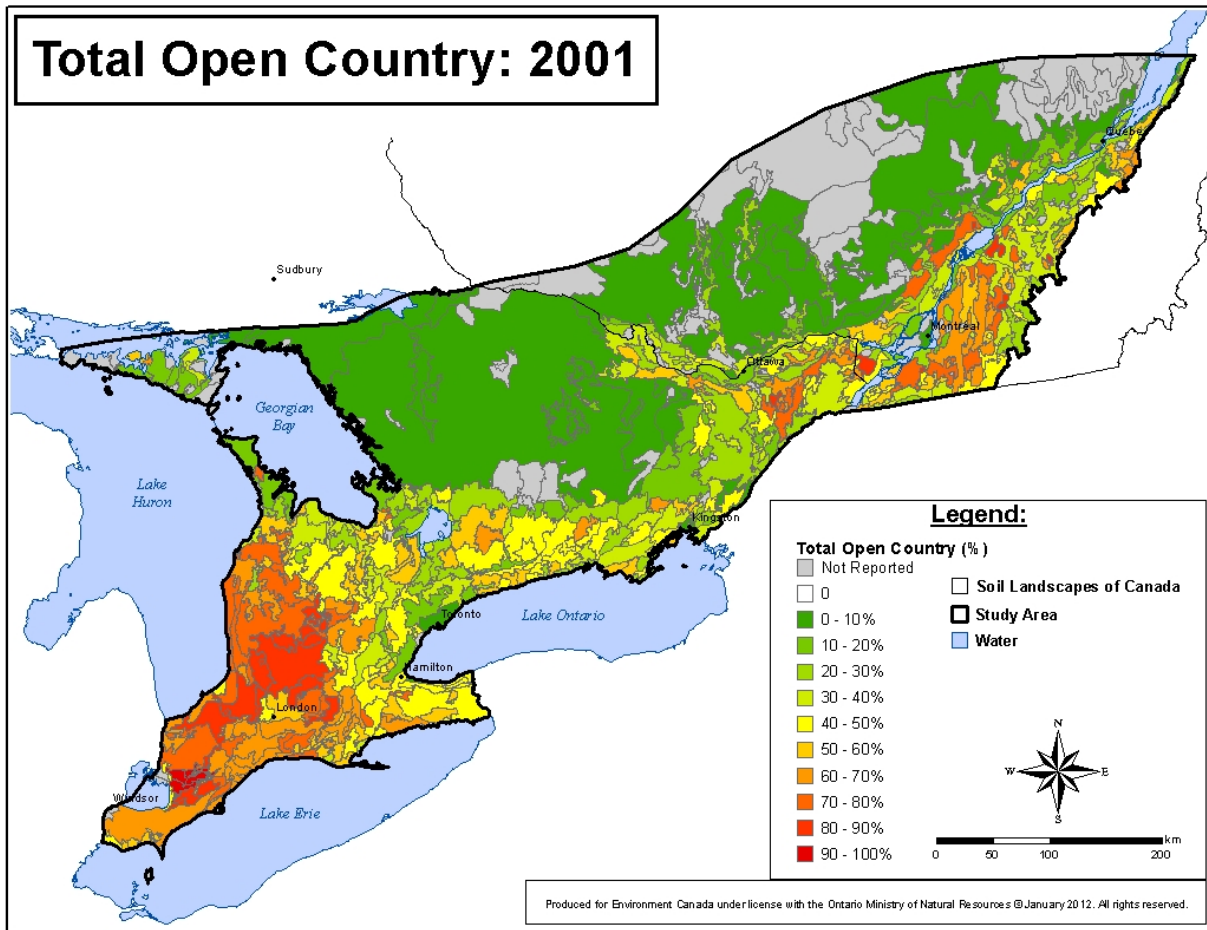 Total Open Country: 2001
Québec
Sudbury
Montréal
Ottawa
Georgian
Bay
Lake
Huron
Kingston
Toronto
Lake Ontario
Hamilton
London
Windsor
Lake Erie
Legend:
Total Open Country (%)
Not Reported
0
0 - 10%
10 - 20%
20 - 30%
30 - 40%
40 - 50%
50 - 60%
60 - 70%
70 - 80%
80 - 90%
90 - 100%
Soil Landscapes of Canada
Study Area
Water
N
W
E
S
km
0 50 100 200
Produced for Environment Canada under license with the Ontario Ministry of Natural Resources © January 2012. All rights reserved.